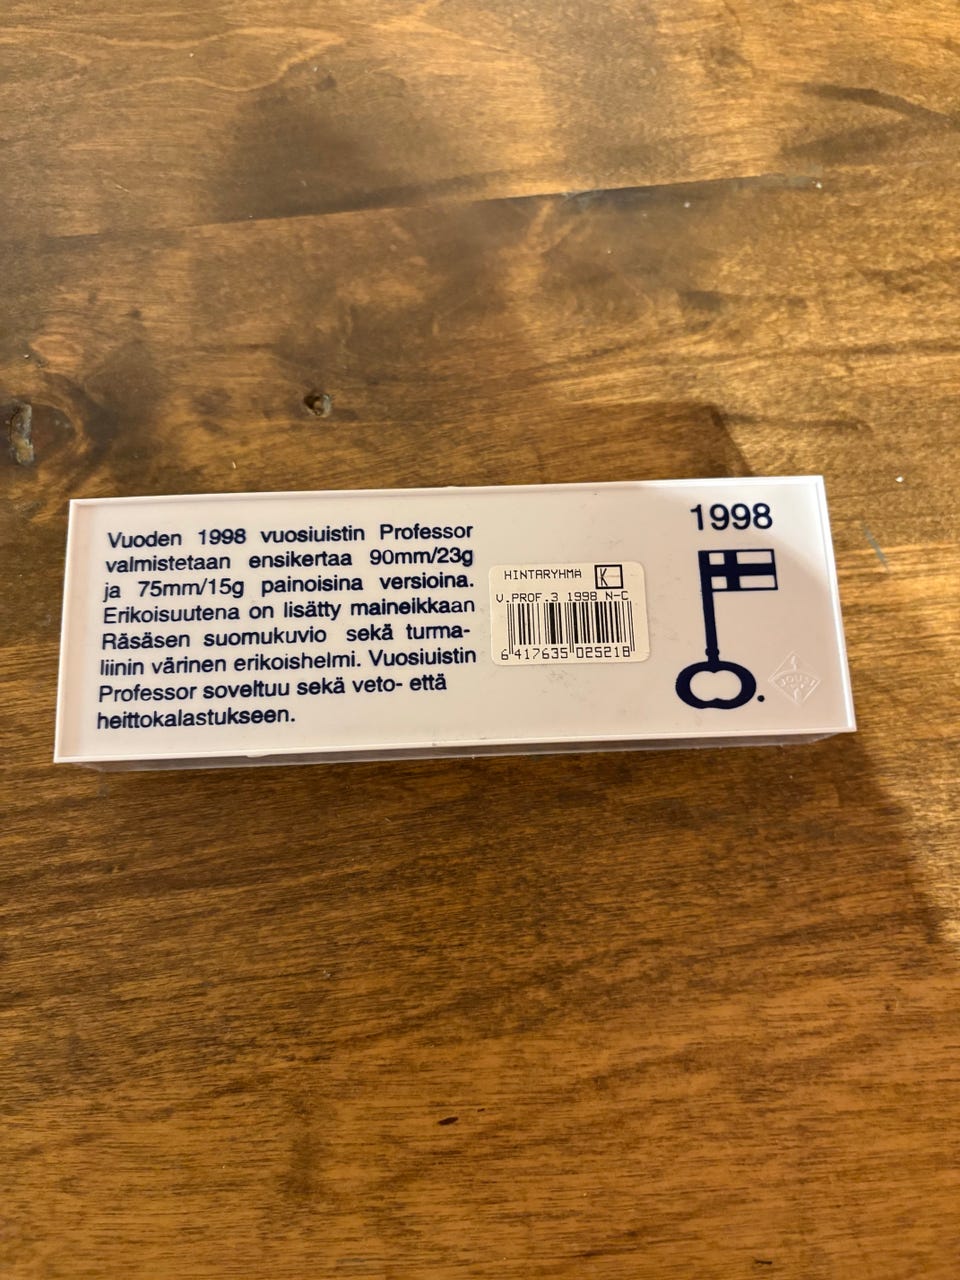 Vuoden 1998 vuosiuistin Professor
valmistetaan ensikertaa 90mm/23g
ja 75mm/15g painoisina versioina.
Erikoisuutena on lisätty maineikkaan
Räsäsen suomukuvio sekä turma-
liinin värinen erikoishelmi. Vuosiuistin
Professor soveltuu sekä veto- että
heittokalastukseen.
HINTARYHMÄ K
V.PROF.3 1998 N-C
6 417635 025218
1998
JOUSI